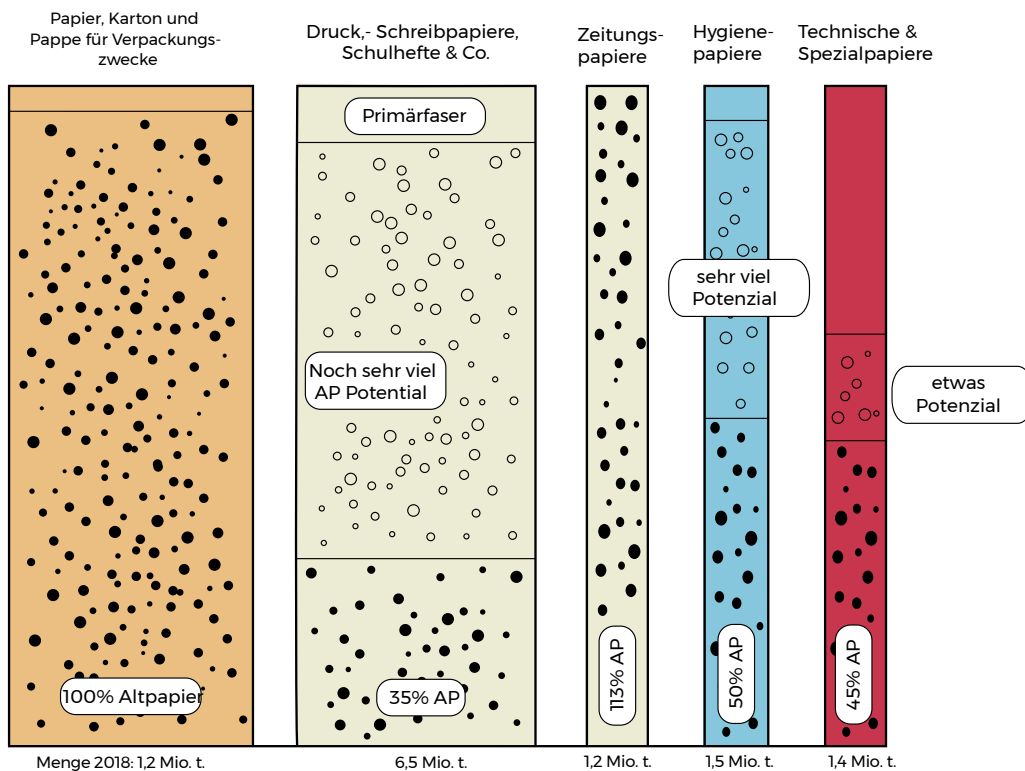 Papier, Karton und
Pappe für Verpackungs-
zwecke
Druck,- Schreibpapiere,
Schulhefte & Co.
Zeitungs-
papiere
Hygiene-
papiere
Technische &
Spezialpapiere
Primärfaser
sehr viel
Potenzial
Noch sehr viel
AP Potential
etwas
Potenzial
100% Altpapier
35% AP
113% AP
50% AP
45% AP
Menge 2018: 1,2 Mio. t.
6,5 Mio. t.
1,2 Mio. t.
1,5 Mio. t.
1,4 Mio. t.